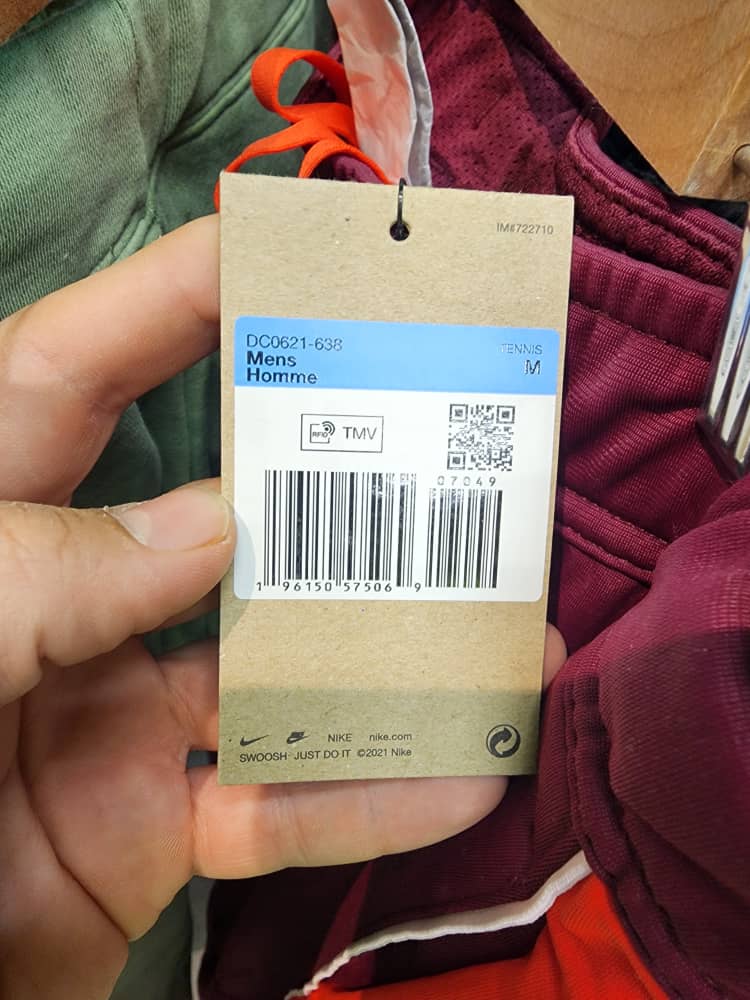 IM#722710
DC0621-638
TENNIS
Mens
M
Homme
RFID TMV
07049
1 96150 57506 9
NIKE nike.com
SWOOSH JUST DO IT ©2021 Nike